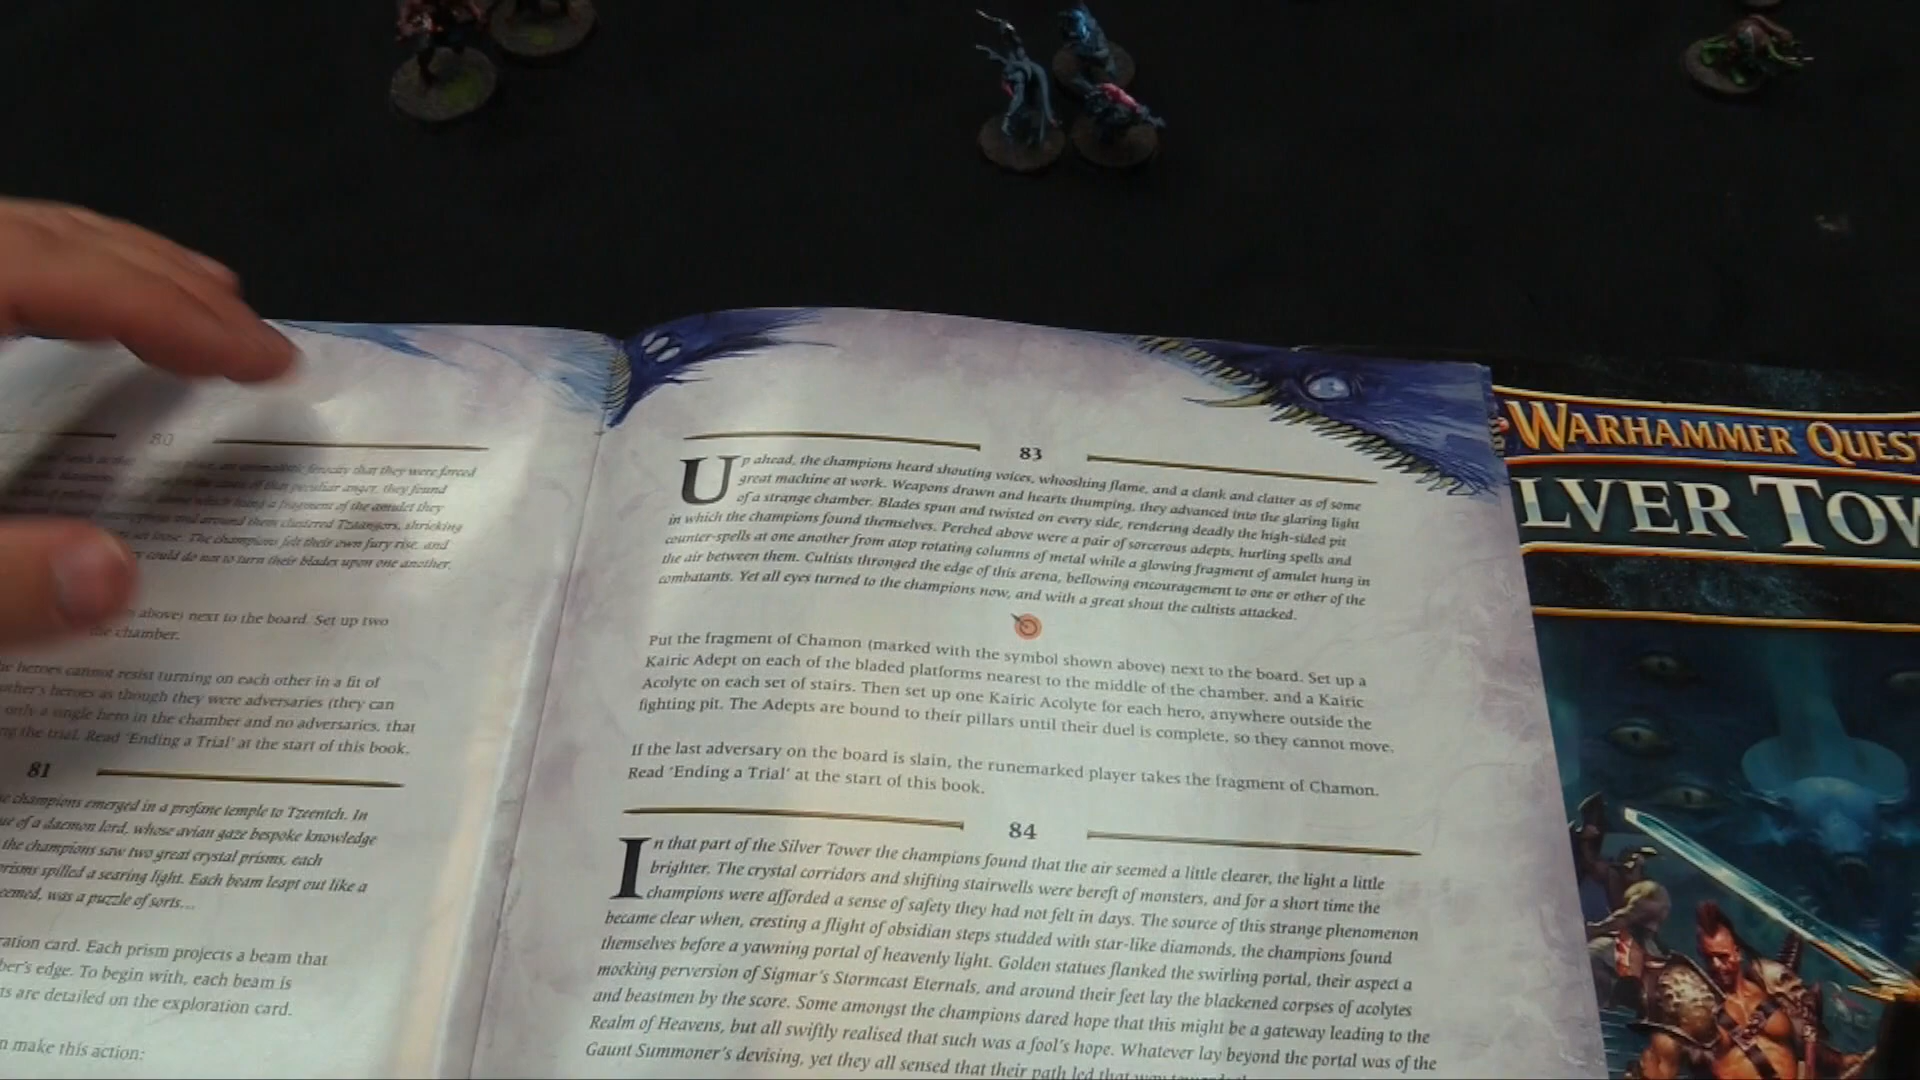 80
above) next to the board. Set up two
the chamber.
heroes cannot resist turning on each other in a fit of
other's heroes as though they were adversaries (they can
only a single hero in the chamber and no adversaries, that
the trial. Read 'Ending a Trial' at the start of this book.
81
champions emerged in a profane temple to Tzeentch. In
of a daemon lord, whose avian gaze bespoke knowledge
the champions saw two great crystal prisms, each
prisms spilled a searing light. Each beam leapt out like a
seemed, was a puzzle of sorts...
card. Each prism projects a beam that
edge. To begin with, each beam is
are detailed on the exploration card.
make this action:
83
Up ahead, the champions heard shouting voices, whooshing flame, and a clank and clatter as of some
great machine at work. Weapons drawn and hearts thumping, they advanced into the glaring light
of a strange chamber. Blades spun and twisted on every side, rendering deadly the high-sided pit
in which the champions found themselves. Perched above were a pair of sorcerous adepts, hurling spells and
counter-spells at one another from atop rotating columns of metal while a glowing fragment of amulet hung in
the air between them. Cultists thronged the edge of this arena, bellowing encouragement to one or other of the
combatants. Yet all eyes turned to the champions now, and with a great shout the cultists attacked.
Put the fragment of Chamon (marked with the symbol shown above) next to the board. Set up a
Kairic Adept on each of the bladed platforms nearest to the middle of the chamber, and a Kairic
Acolyte on each set of stairs. Then set up one Kairic Acolyte for each hero, anywhere outside the
fighting pit. The Adepts are bound to their pillars until their duel is complete, so they cannot move.
If the last adversary on the board is slain, the runemarked player takes the fragment of Chamon.
Read 'Ending a Trial' at the start of this book.
84
In that part of the Silver Tower the champions found that the air seemed a little clearer, the light a little
brighter. The crystal corridors and shifting stairwells were bereft of monsters, and for a short time the
champions were afforded a sense of safety they had not felt in days. The source of this strange phenomenon
became clear when, cresting a flight of obsidian steps studded with star-like diamonds, the champions found
themselves before a yawning portal of heavenly light. Golden statues flanked the swirling portal, their aspect a
mocking perversion of Sigmar's Stormcast Eternals, and around their feet lay the blackened corpses of acolytes
and beastmen by the score. Some amongst the champions dared hope that this might be a gateway leading to the
Realm of Heavens, but all swiftly realised that such was a fool's hope. Whatever lay beyond the portal was of the
Gaunt Summoner's devising, yet they all sensed that their path led that way
WARHAMMER QUEST
LVER TOW